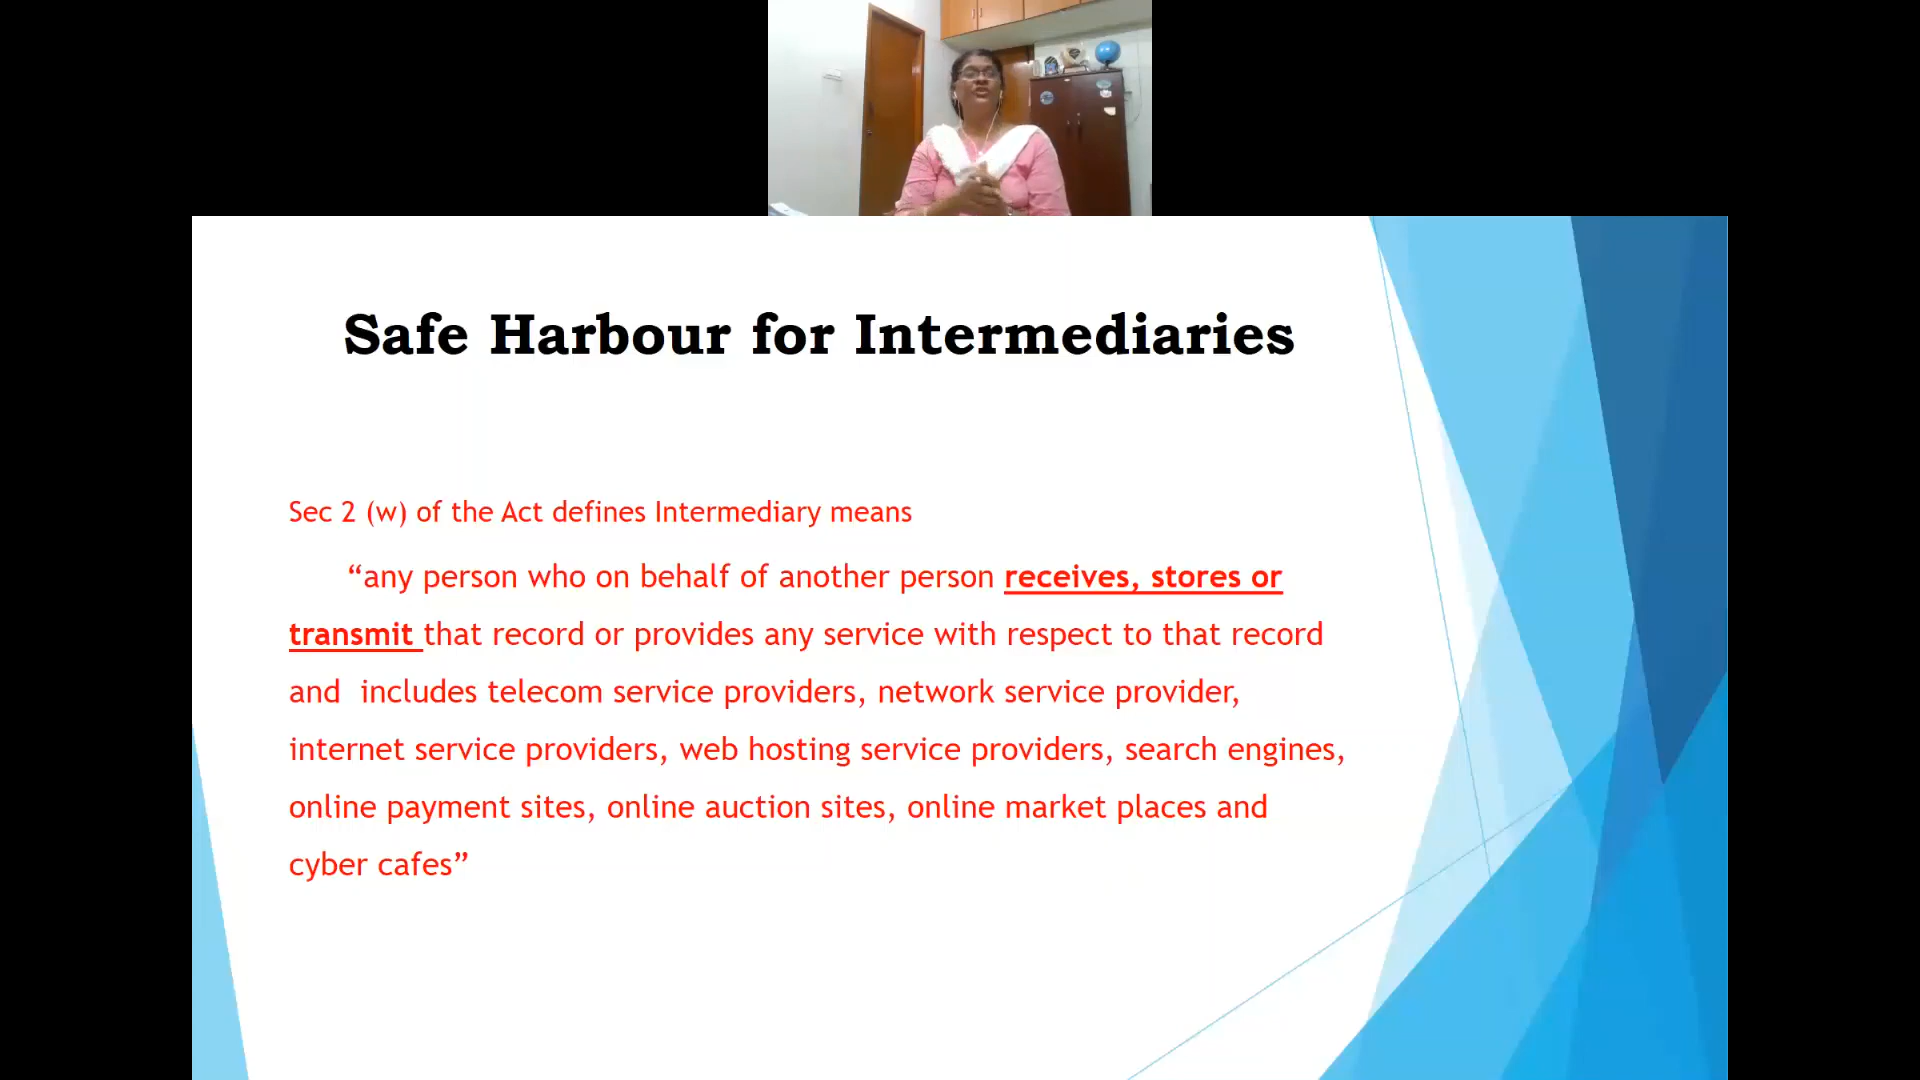 Safe Harbour for Intermediaries
Sec 2 (w) of the Act defines Intermediary means
“any person who on behalf of another person receives, stores or
transmit that record or provides any service with respect to that record
and includes telecom service providers, network service provider,
internet service providers, web hosting service providers, search engines,
online payment sites, online auction sites, online market places and
cyber cafes”